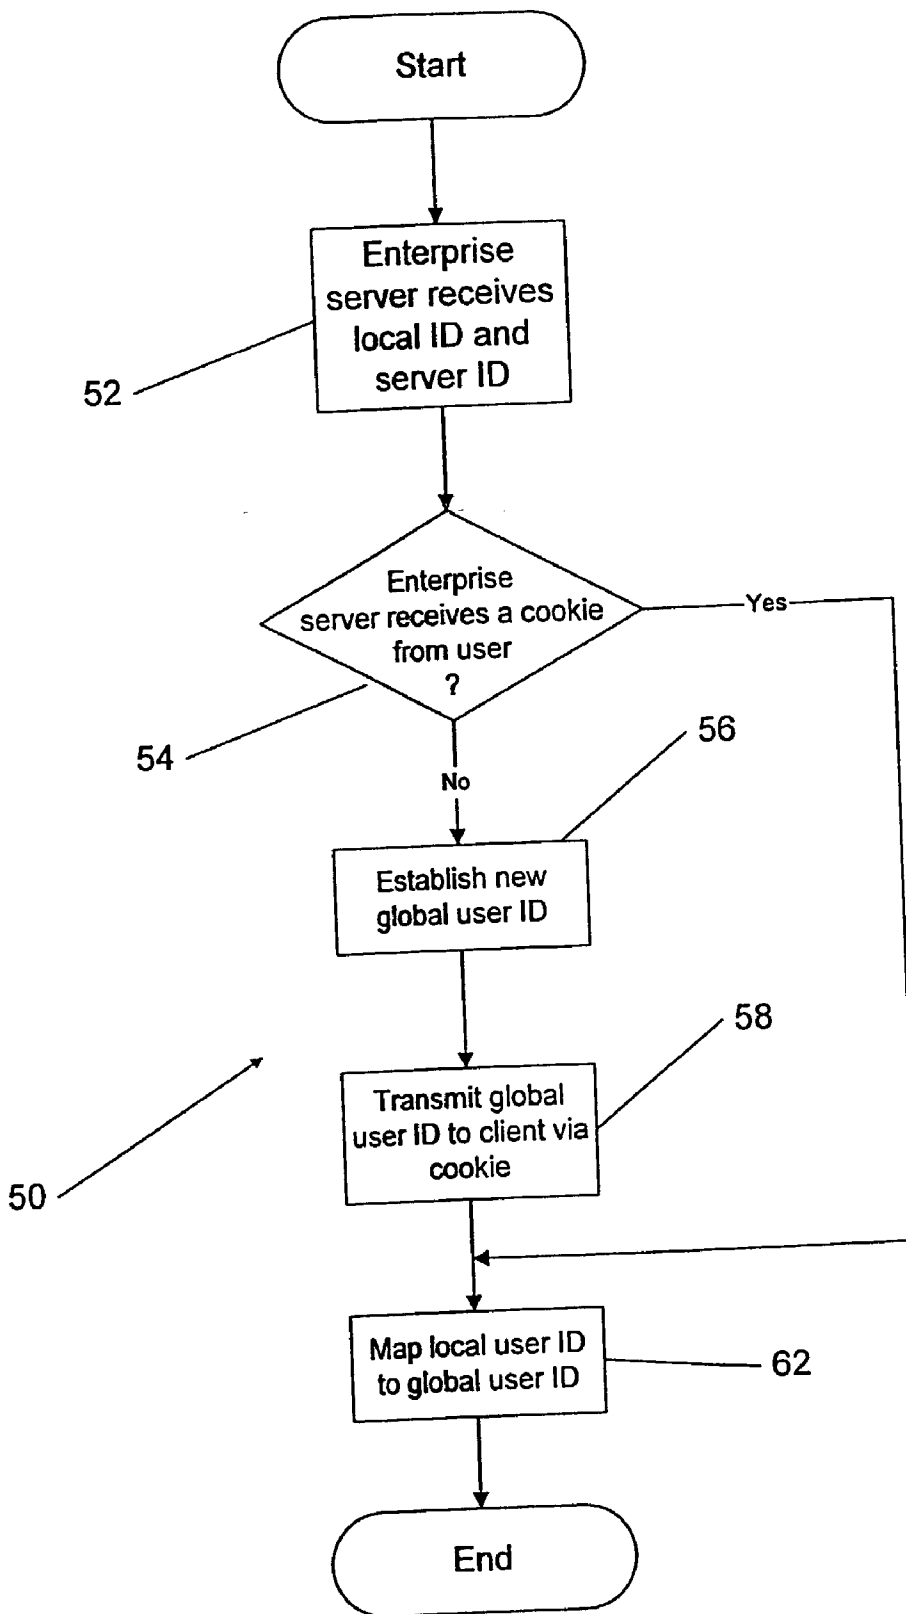 Start
Enterprise
server receives
local ID and
server ID
52
Enterprise
server receives a cookie
from user
?
Yes
54
56
No
Establish new
global user ID
58
Transmit global
user ID to client via
cookie
50
Map local user ID
to global user ID
62
End